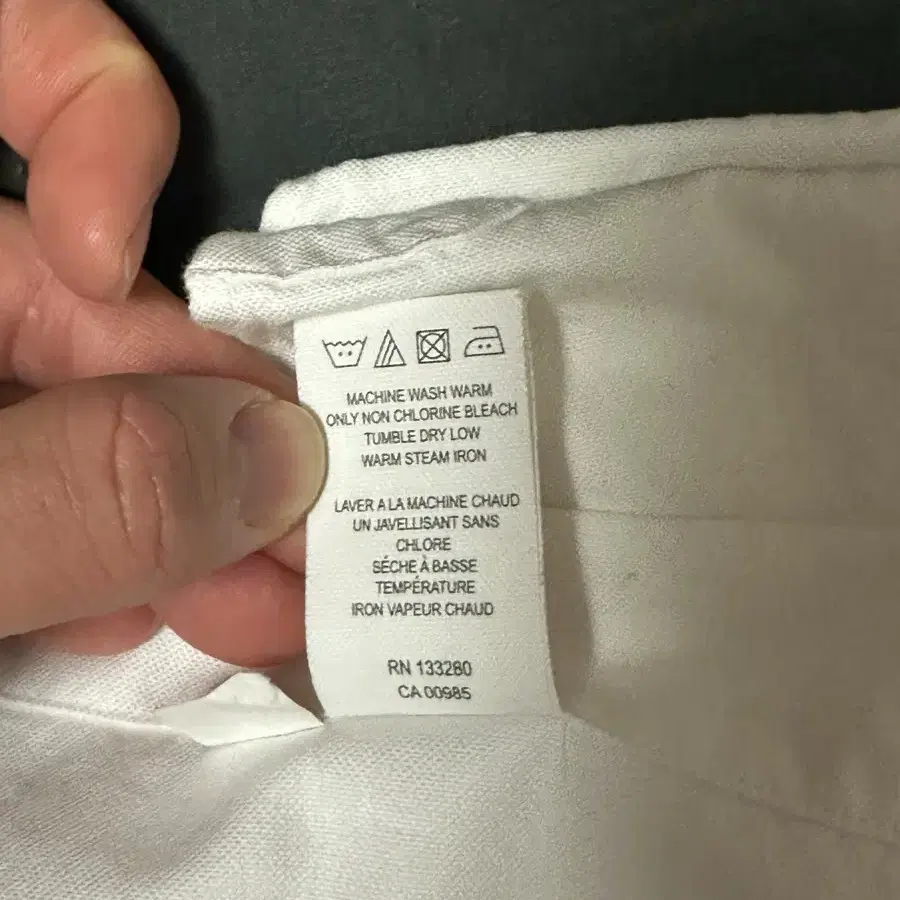 MACHINE WASH WARM
ONLY NON CHLORINE BLEACH
TUMBLE DRY LOW
WARM STEAM IRON
LAVER A LA MACHINE CHAUD
UN JAVELLISANT SANS
CHLORE
SÉCHE À BASSE
TEMPÉRATURE
IRON VAPEUR CHAUD
RN 133280
CA 00985